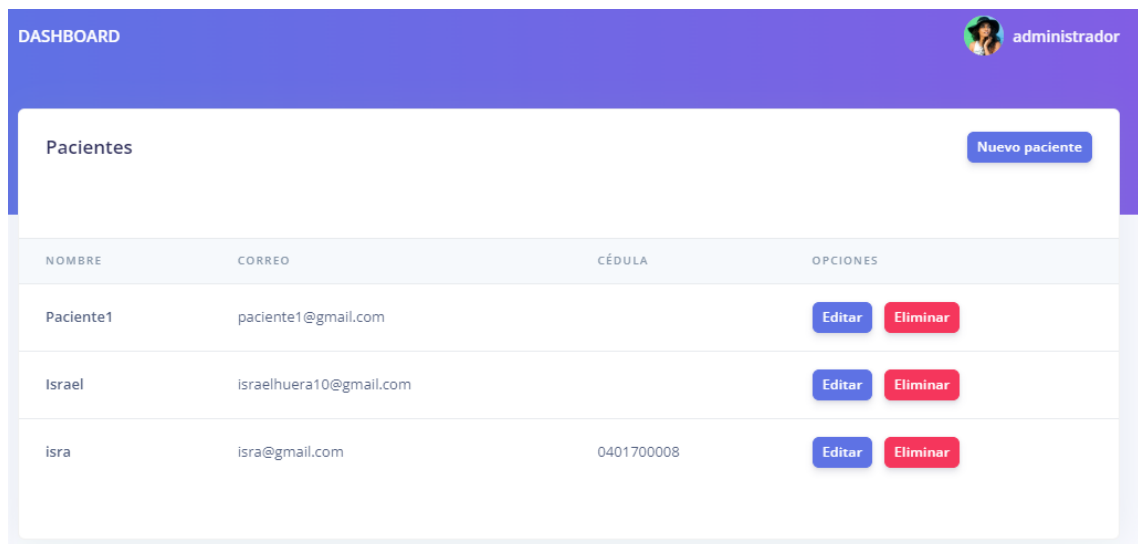 DASHBOARD administrador
Pacientes Nuevo paciente
NOMBRE CORREO CÉDULA OPCIONES
Paciente1 paciente1@gmail.com Editar Eliminar
Israel israelhuera10@gmail.com Editar Eliminar
isra isra@gmail.com 0401700008 Editar Eliminar